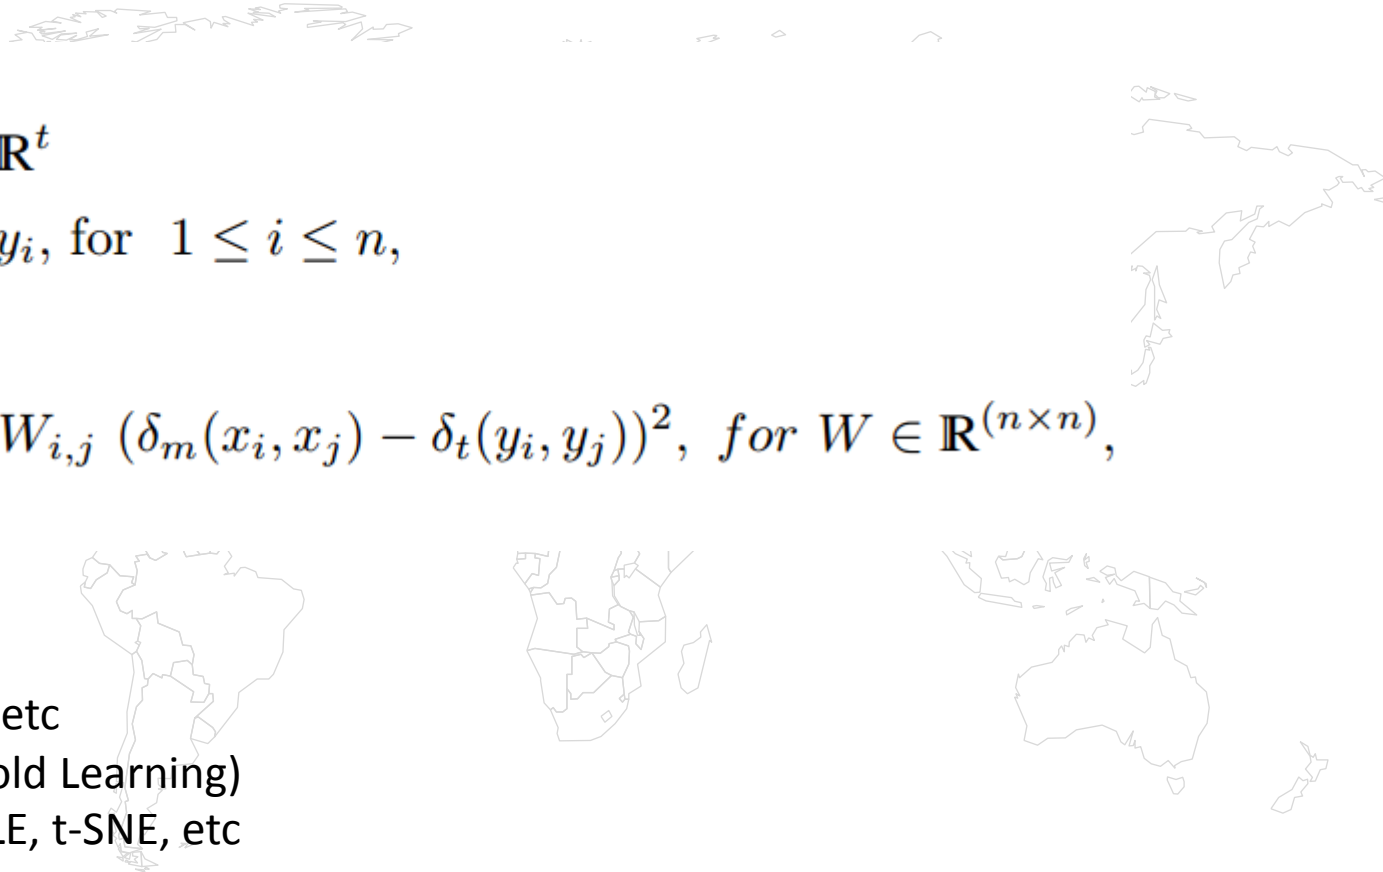 ℝ^t
y_i, for 1 ≤ i ≤ n,
W_{i,j} (δ_m(x_i, x_j) − δ_t(y_i, y_j))^2, for W ∈ ℝ^{(n×n)},
etc
old Learning)
LE, t-SNE, etc